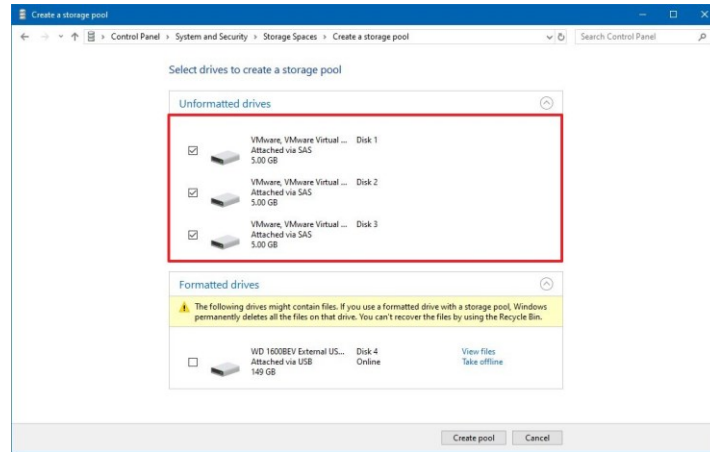 Create a storage pool
Control Panel › System and Security › Storage Spaces › Create a storage pool
Search Control Panel
Select drives to create a storage pool
Unformatted drives
VMware, VMware Virtual ... Disk 1
Attached via SAS
5.00 GB
VMware, VMware Virtual ... Disk 2
Attached via SAS
5.00 GB
VMware, VMware Virtual ... Disk 3
Attached via SAS
5.00 GB
Formatted drives
The following drives might contain files. If you use a formatted drive with a storage pool, Windows
permanently deletes all the files on that drive. You can't recover the files by using the Recycle Bin.
WD 1600BEV External US... Disk 4 View files
Attached via USB Online Take offline
149 GB
Create pool Cancel